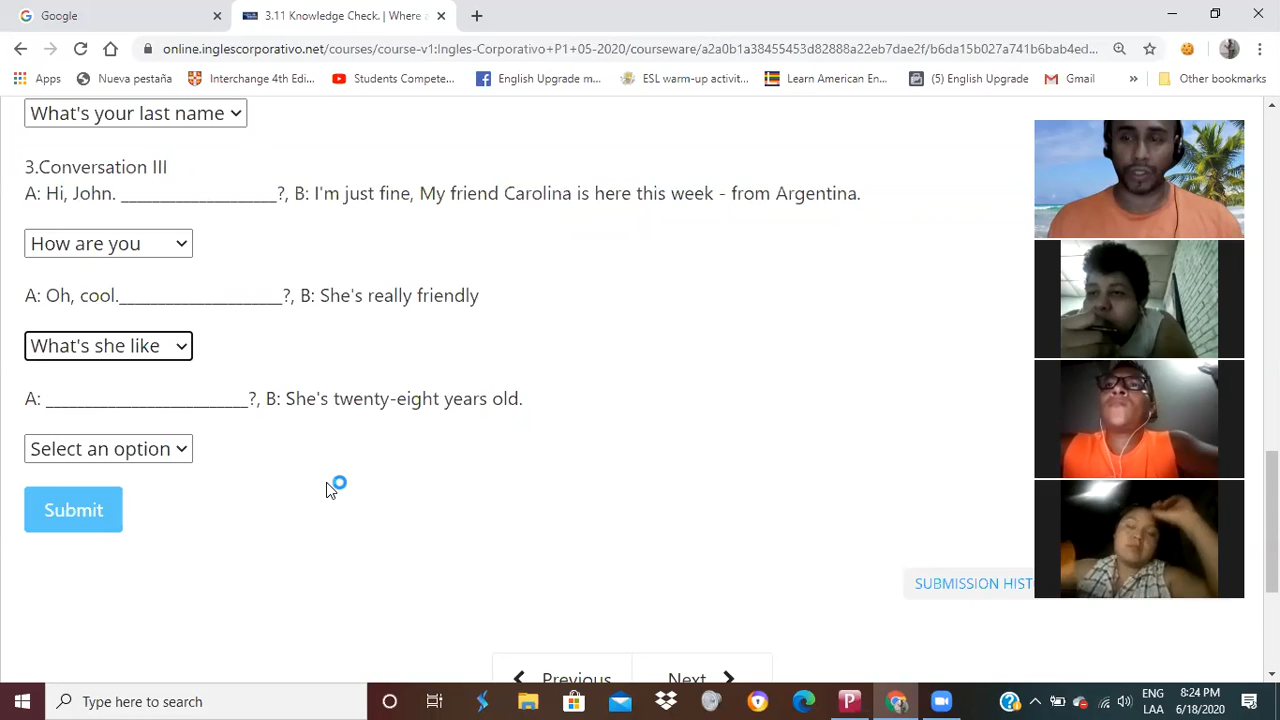 Google
3.11 Knowledge Check. | Where a
online.inglescorporativo.net/courses/course-v1:Ingles-Corporativo+P1+05-2020/courseware/a2a0b1a38455453d82888a22eb7dae2f/b6da15b027a741b6bab4ed...
Apps Nueva pestaña Interchange 4th Edi... Students Compete... English Upgrade m... ESL warm-up activit... Learn American En... (5) English Upgrade Gmail » Other bookmarks
What's your last name
3.Conversation III
A: Hi, John. ____________________?, B: I'm just fine, My friend Carolina is here this week - from Argentina.
How are you
A: Oh, cool._____________________?, B: She's really friendly
What's she like
A: __________________________?, B: She's twenty-eight years old.
Select an option
Submit
SUBMISSION HIST
Previous Next
Type here to search
ENG 8:24 PM
LAA 6/18/2020